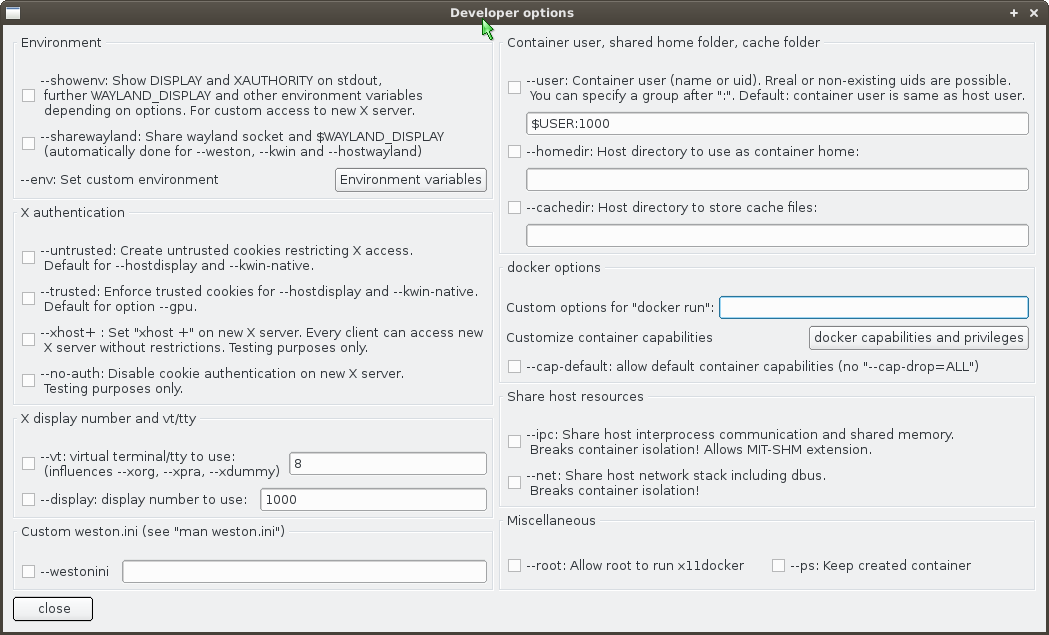 Developer options
Environment
--showenv: Show DISPLAY and XAUTHORITY on stdout,
further WAYLAND_DISPLAY and other environment variables
depending on options. For custom access to new X server.
--sharewayland: Share wayland socket and $WAYLAND_DISPLAY
(automatically done for --weston, --kwin and --hostwayland)
--env: Set custom environment
Environment variables
X authentication
--untrusted: Create untrusted cookies restricting X access.
Default for --hostdisplay and --kwin-native.
--trusted: Enforce trusted cookies for --hostdisplay and --kwin-native.
Default for option --gpu.
--xhost+ : Set "xhost +" on new X server. Every client can access new
X server without restrictions. Testing purposes only.
--no-auth: Disable cookie authentication on new X server.
Testing purposes only.
X display number and vt/tty
--vt: virtual terminal/tty to use:
(influences --xorg, --xpra, --xdummy)
8
--display: display number to use:
1000
Custom weston.ini (see "man weston.ini")
--westonini
close
Container user, shared home folder, cache folder
--user: Container user (name or uid). Rreal or non-existing uids are possible.
You can specify a group after ":". Default: container user is same as host user.
$USER:1000
--homedir: Host directory to use as container home:
--cachedir: Host directory to store cache files:
docker options
Custom options for "docker run":
Customize container capabilities
docker capabilities and privileges
--cap-default: allow default container capabilities (no "--cap-drop=ALL")
Share host resources
--ipc: Share host interprocess communication and shared memory.
Breaks container isolation! Allows MIT-SHM extension.
--net: Share host network stack including dbus.
Breaks container isolation!
Miscellaneous
--root: Allow root to run x11docker
--ps: Keep created container